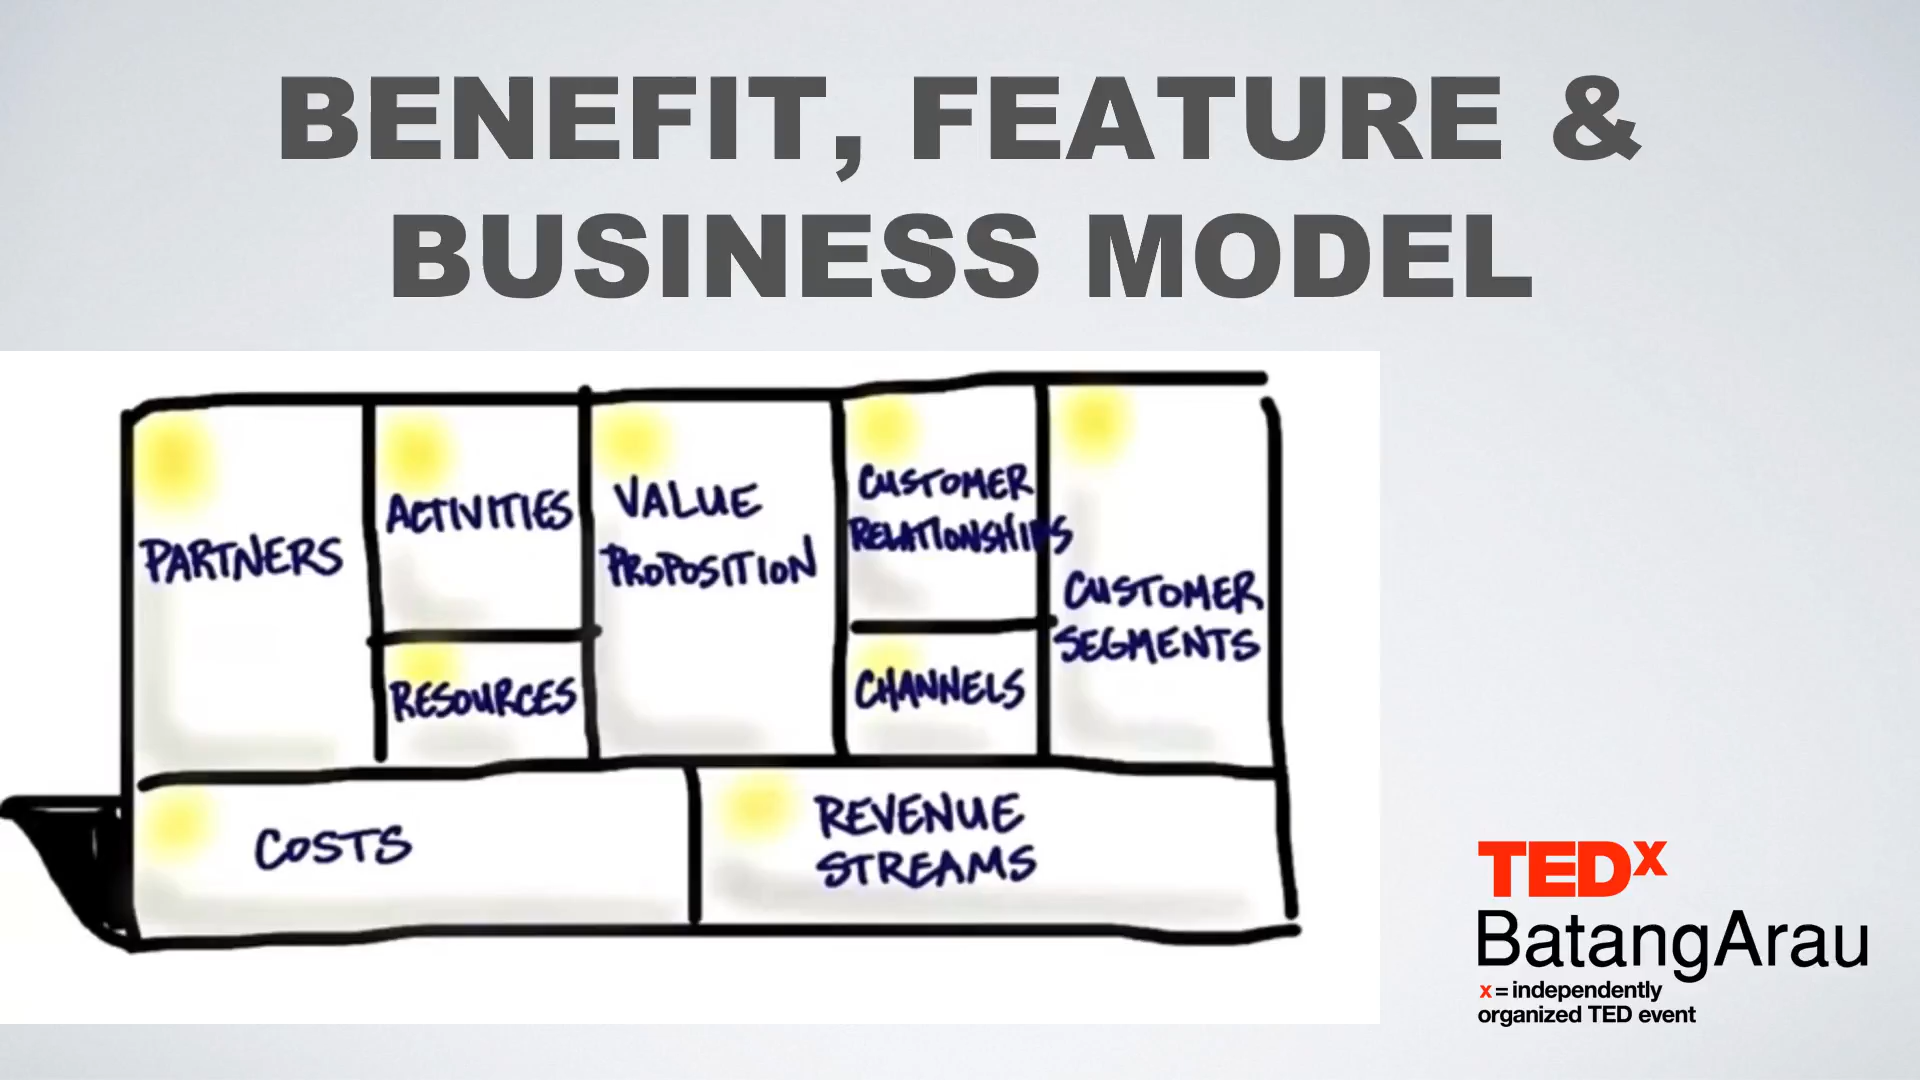 BENEFIT, FEATURE &
BUSINESS MODEL
PARTNERS
ACTIVITIES
RESOURCES
VALUE
PROPOSITION
CUSTOMER
RELATIONSHIPS
CHANNELS
CUSTOMER
SEGMENTS
COSTS
REVENUE
STREAMS
TEDx
BatangArau
x = independently
organized TED event